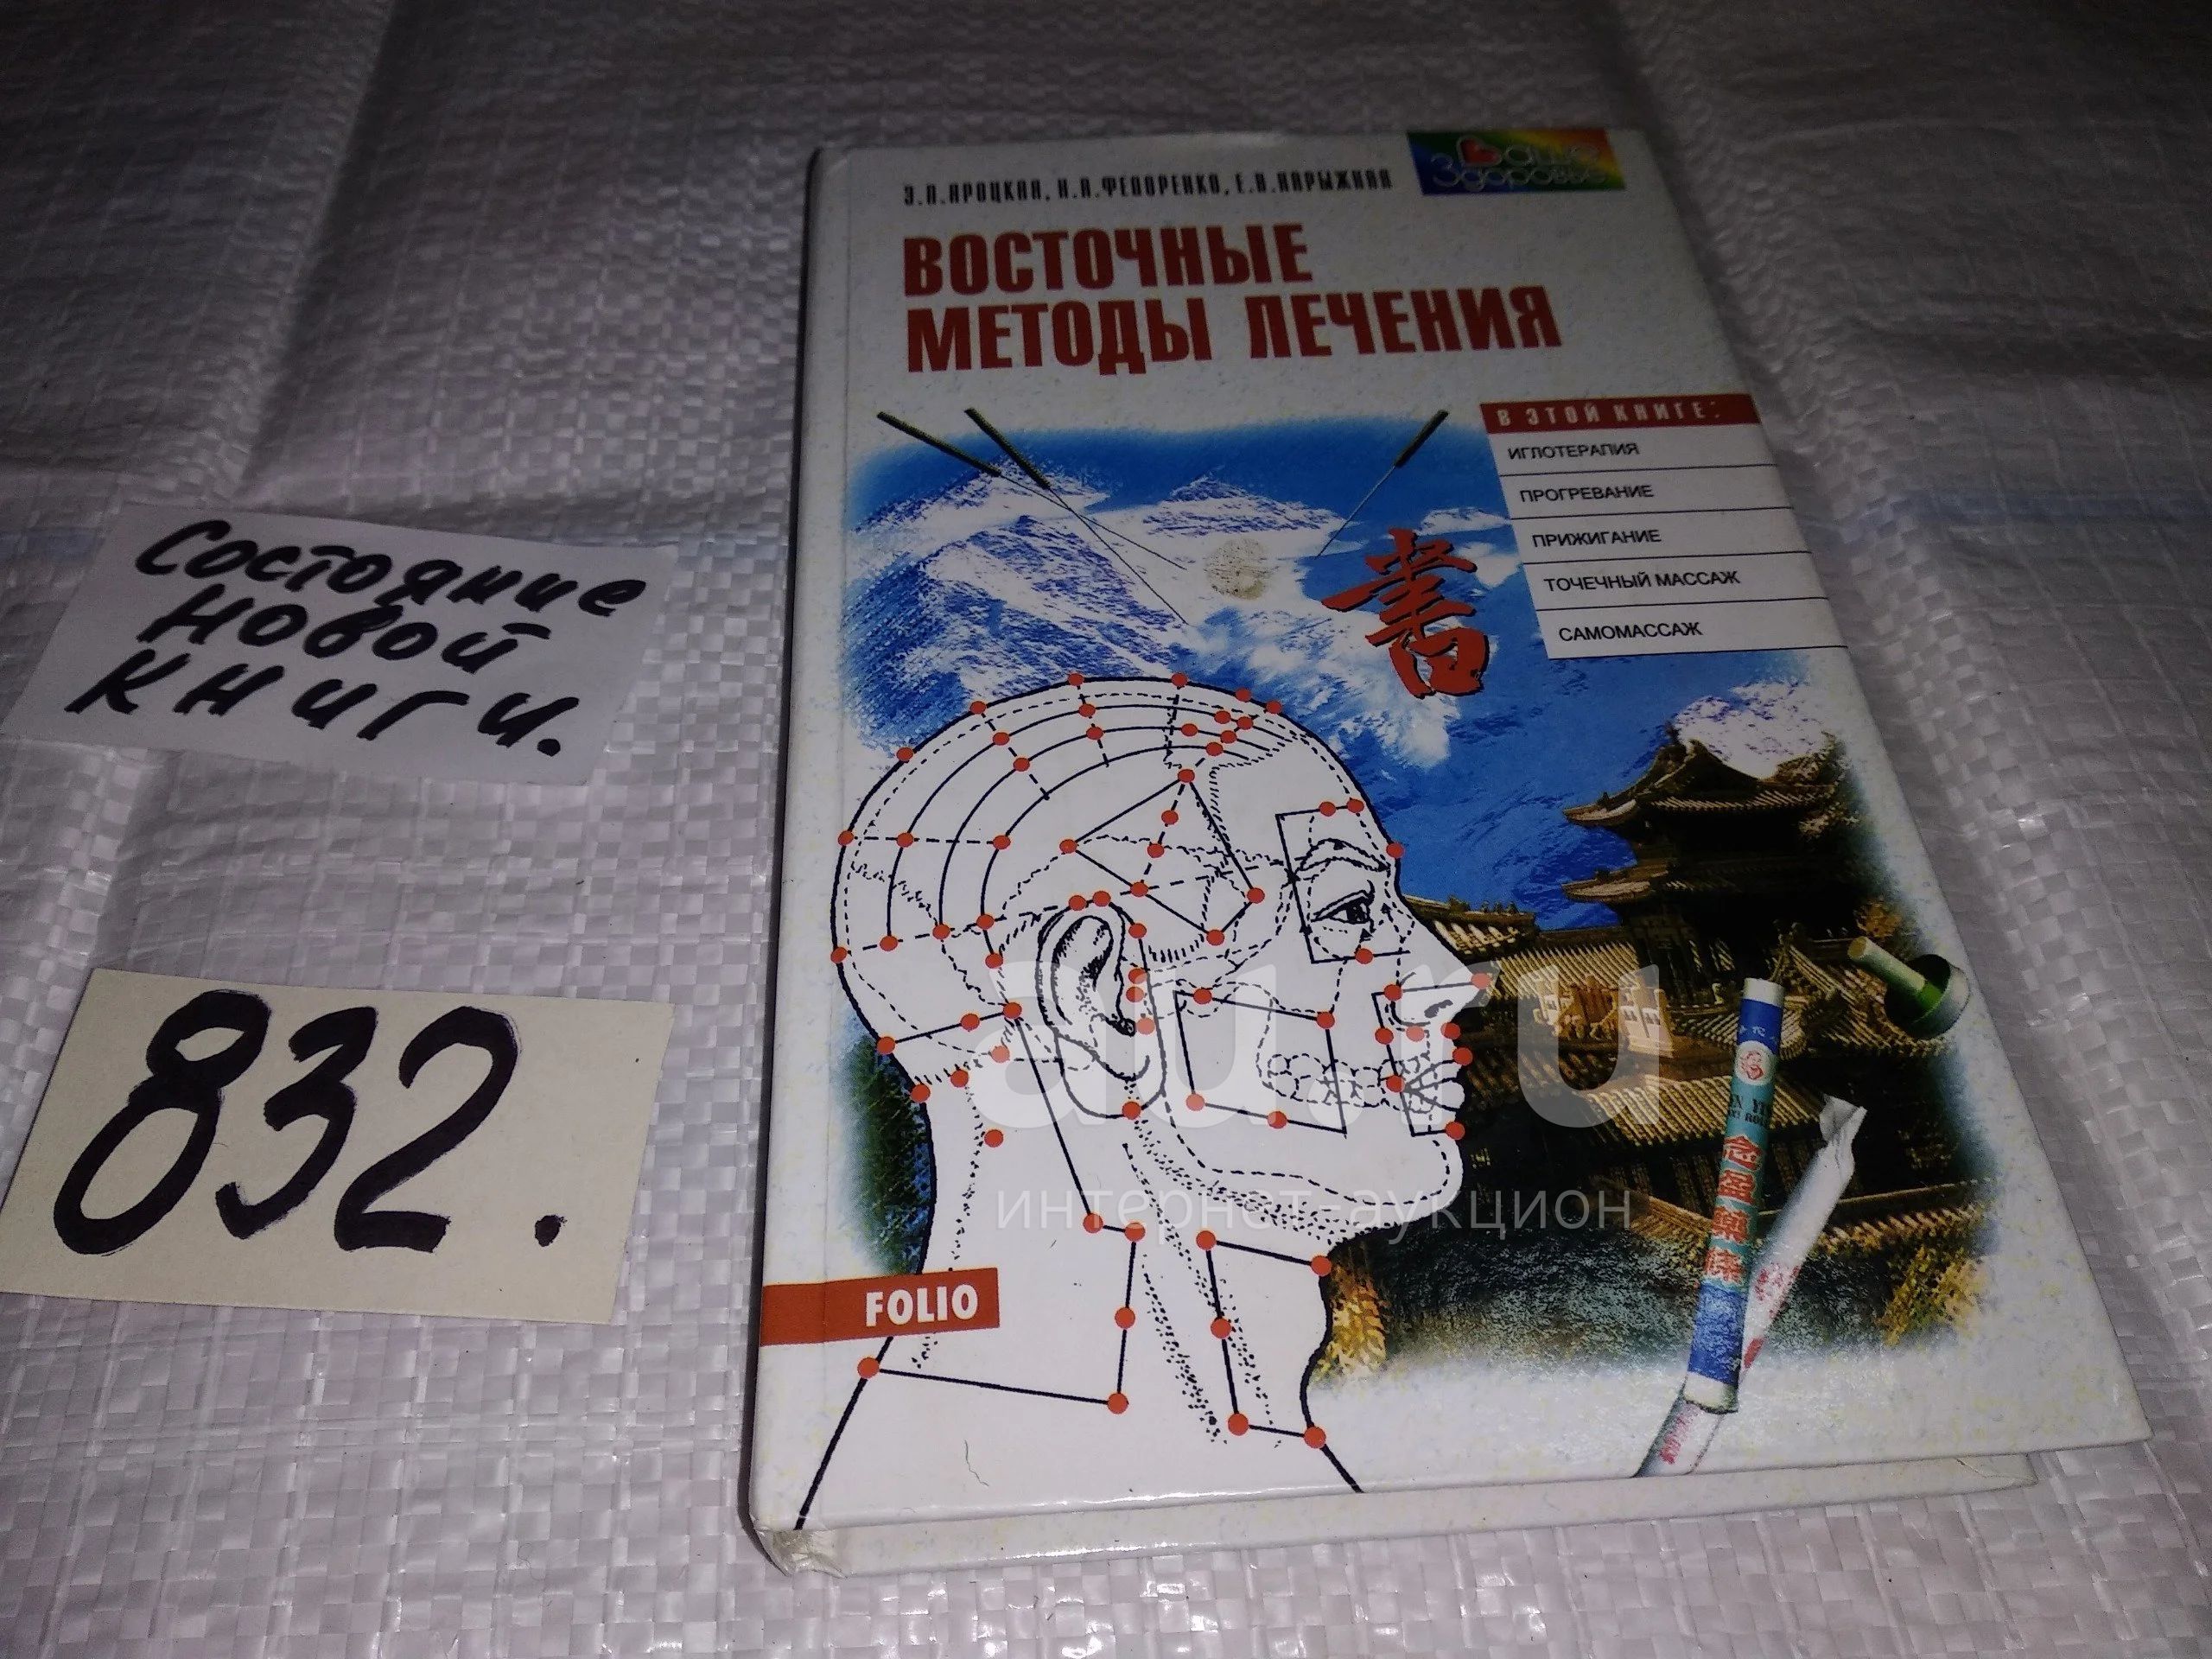 Э.П.ЯРОЦКАЯ, Н.А.ФЕДОРЕНКО, Е.В.НАРЫЖНАЯ
Ваше
Здоровье
ВОСТОЧНЫЕ
МЕТОДЫ ЛЕЧЕНИЯ
В ЭТОЙ КНИГЕ:
ИГЛОТЕРАПИЯ
ПРОГРЕВАНИЕ
ПРИЖИГАНИЕ
ТОЧЕЧНЫЙ МАССАЖ
САМОМАССАЖ
Состояние
новой
книги.
832.
au.ru
интернет-аукцион
FOLIO